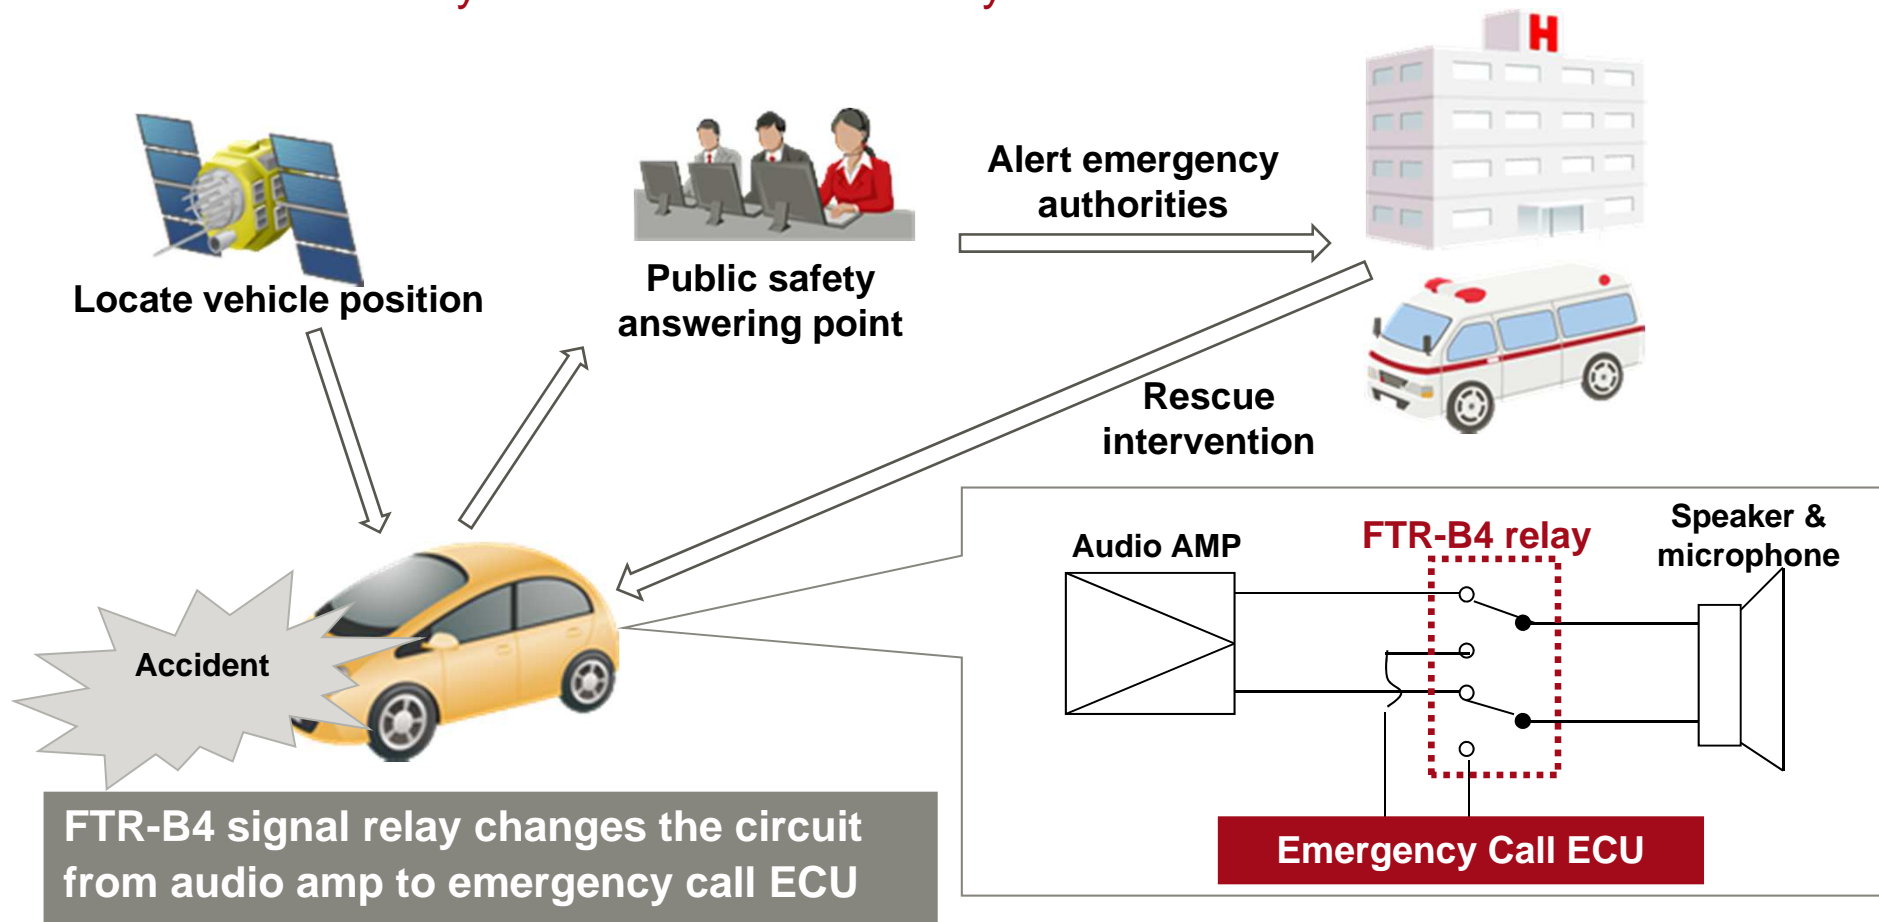 H
Alert emergency
authorities
Locate vehicle position
Public safety
answering point
Rescue
intervention
Accident
Audio AMP
FTR-B4 relay
Speaker &
microphone
Emergency Call ECU
FTR-B4 signal relay changes the circuit
from audio amp to emergency call ECU